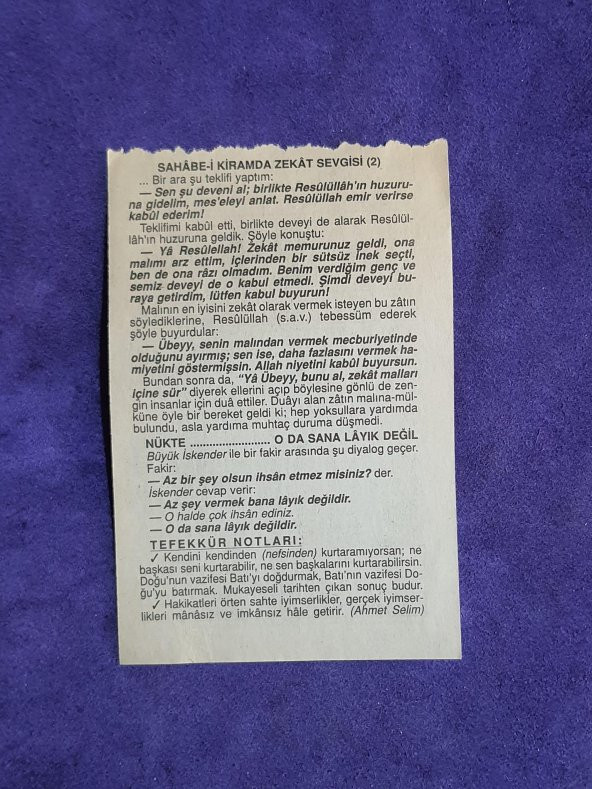 SAHÂBE-İ KİRAMDA ZEKÂT SEVGİSİ (2)
... Bir ara şu teklifi yaptım:
— Sen şu deveni al; birlikte Resûlüllâh'ın huzuru-
na gidelim, mes'eleyi anlat. Resûlüllah emir verirse
kabûl ederim!
Teklifimi kabûl etti, birlikte deveyi de alarak Resûlül-
lâh'ın huzuruna geldik. Şöyle konuştu:
— Yâ Resûlellah! Zekât memurunuz geldi, ona
malımı arz ettim, içlerinden bir sütsüz inek seçti,
ben de ona râzı olmadım. Benim verdiğim genç ve
semiz deveyi de o kabul etmedi. Şimdi deveyi bu-
raya getirdim, lütfen kabul buyurun!
Malının en iyisini zekât olarak vermek isteyen bu zâtın
söylediklerine, Resûlüllah (s.a.v.) tebessüm ederek
şöyle buyurdular:
— Übeyy, senin malından vermek mecburiyetinde
olduğunu ayırmış; sen ise, daha fazlasını vermek ha-
miyetini göstermişsin. Allah niyetini kabûl buyursun.
Bundan sonra da, "Yâ Übeyy, bunu al, zekât malları
içine sür" diyerek ellerini açıp böylesine gönlü de zen-
gin insanlar için duâ ettiler. Duâyı alan zâtın malına-mül-
küne öyle bir bereket geldi ki; hep yoksullara yardımda
bulundu, asla yardıma muhtaç duruma düşmedi.
NÜKTE ......................... O DA SANA LÂYIK DEĞİL
Büyük İskender ile bir fakir arasında şu diyalog geçer.
Fakir:
— Az bir şey olsun ihsân etmez misiniz? der.
İskender cevap verir:
— Az şey vermek bana lâyık değildir.
— O halde çok ihsân ediniz.
— O da sana lâyık değildir.
TEFEKKÜR NOTLARI:
✓ Kendini kendinden (nefsinden) kurtaramıyorsan; ne
başkası seni kurtarabilir, ne sen başkalarını kurtarabilirsin.
Doğu'nun vazifesi Batı'yı doğdurmak, Batı'nın vazifesi Do-
ğu'yu batırmak. Mukayeseli tarihten çıkan sonuç budur.
✓ Hakikatleri örten sahte iyimserlikler, gerçek iyimser-
likleri mânâsız ve imkânsız hâle getirir. (Ahmet Selim)